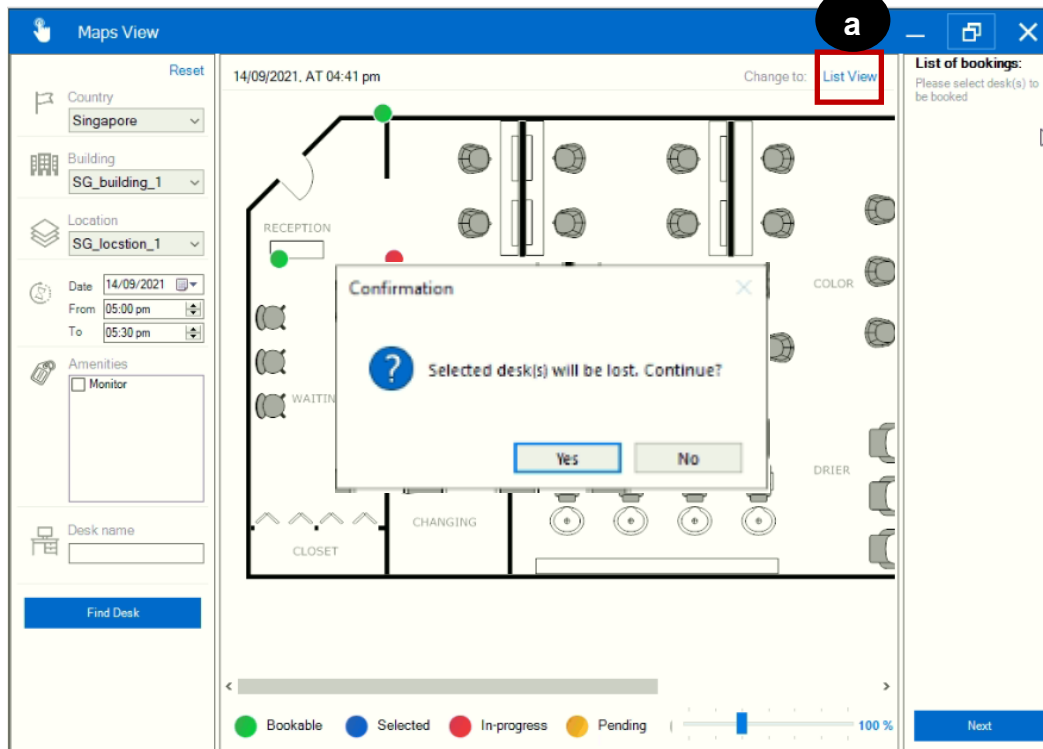 a
Maps View
Reset
Country
Singapore
Building
SG_building_1
Location
SG_locstion_1
Date 14/09/2021
From 05:00 pm
To 05:30 pm
Amenities
Monitor
Desk name
Find Desk
14/09/2021, AT 04:41 pm
Change to: List View
RECEPTION
COLOR
WAITIN
DRIER
CHANGING
CLOSET
Confirmation
Selected desk(s) will be lost. Continue?
Yes No
Bookable Selected In-progress Pending 100 %
List of bookings:
Please select desk(s) to
be booked
Next